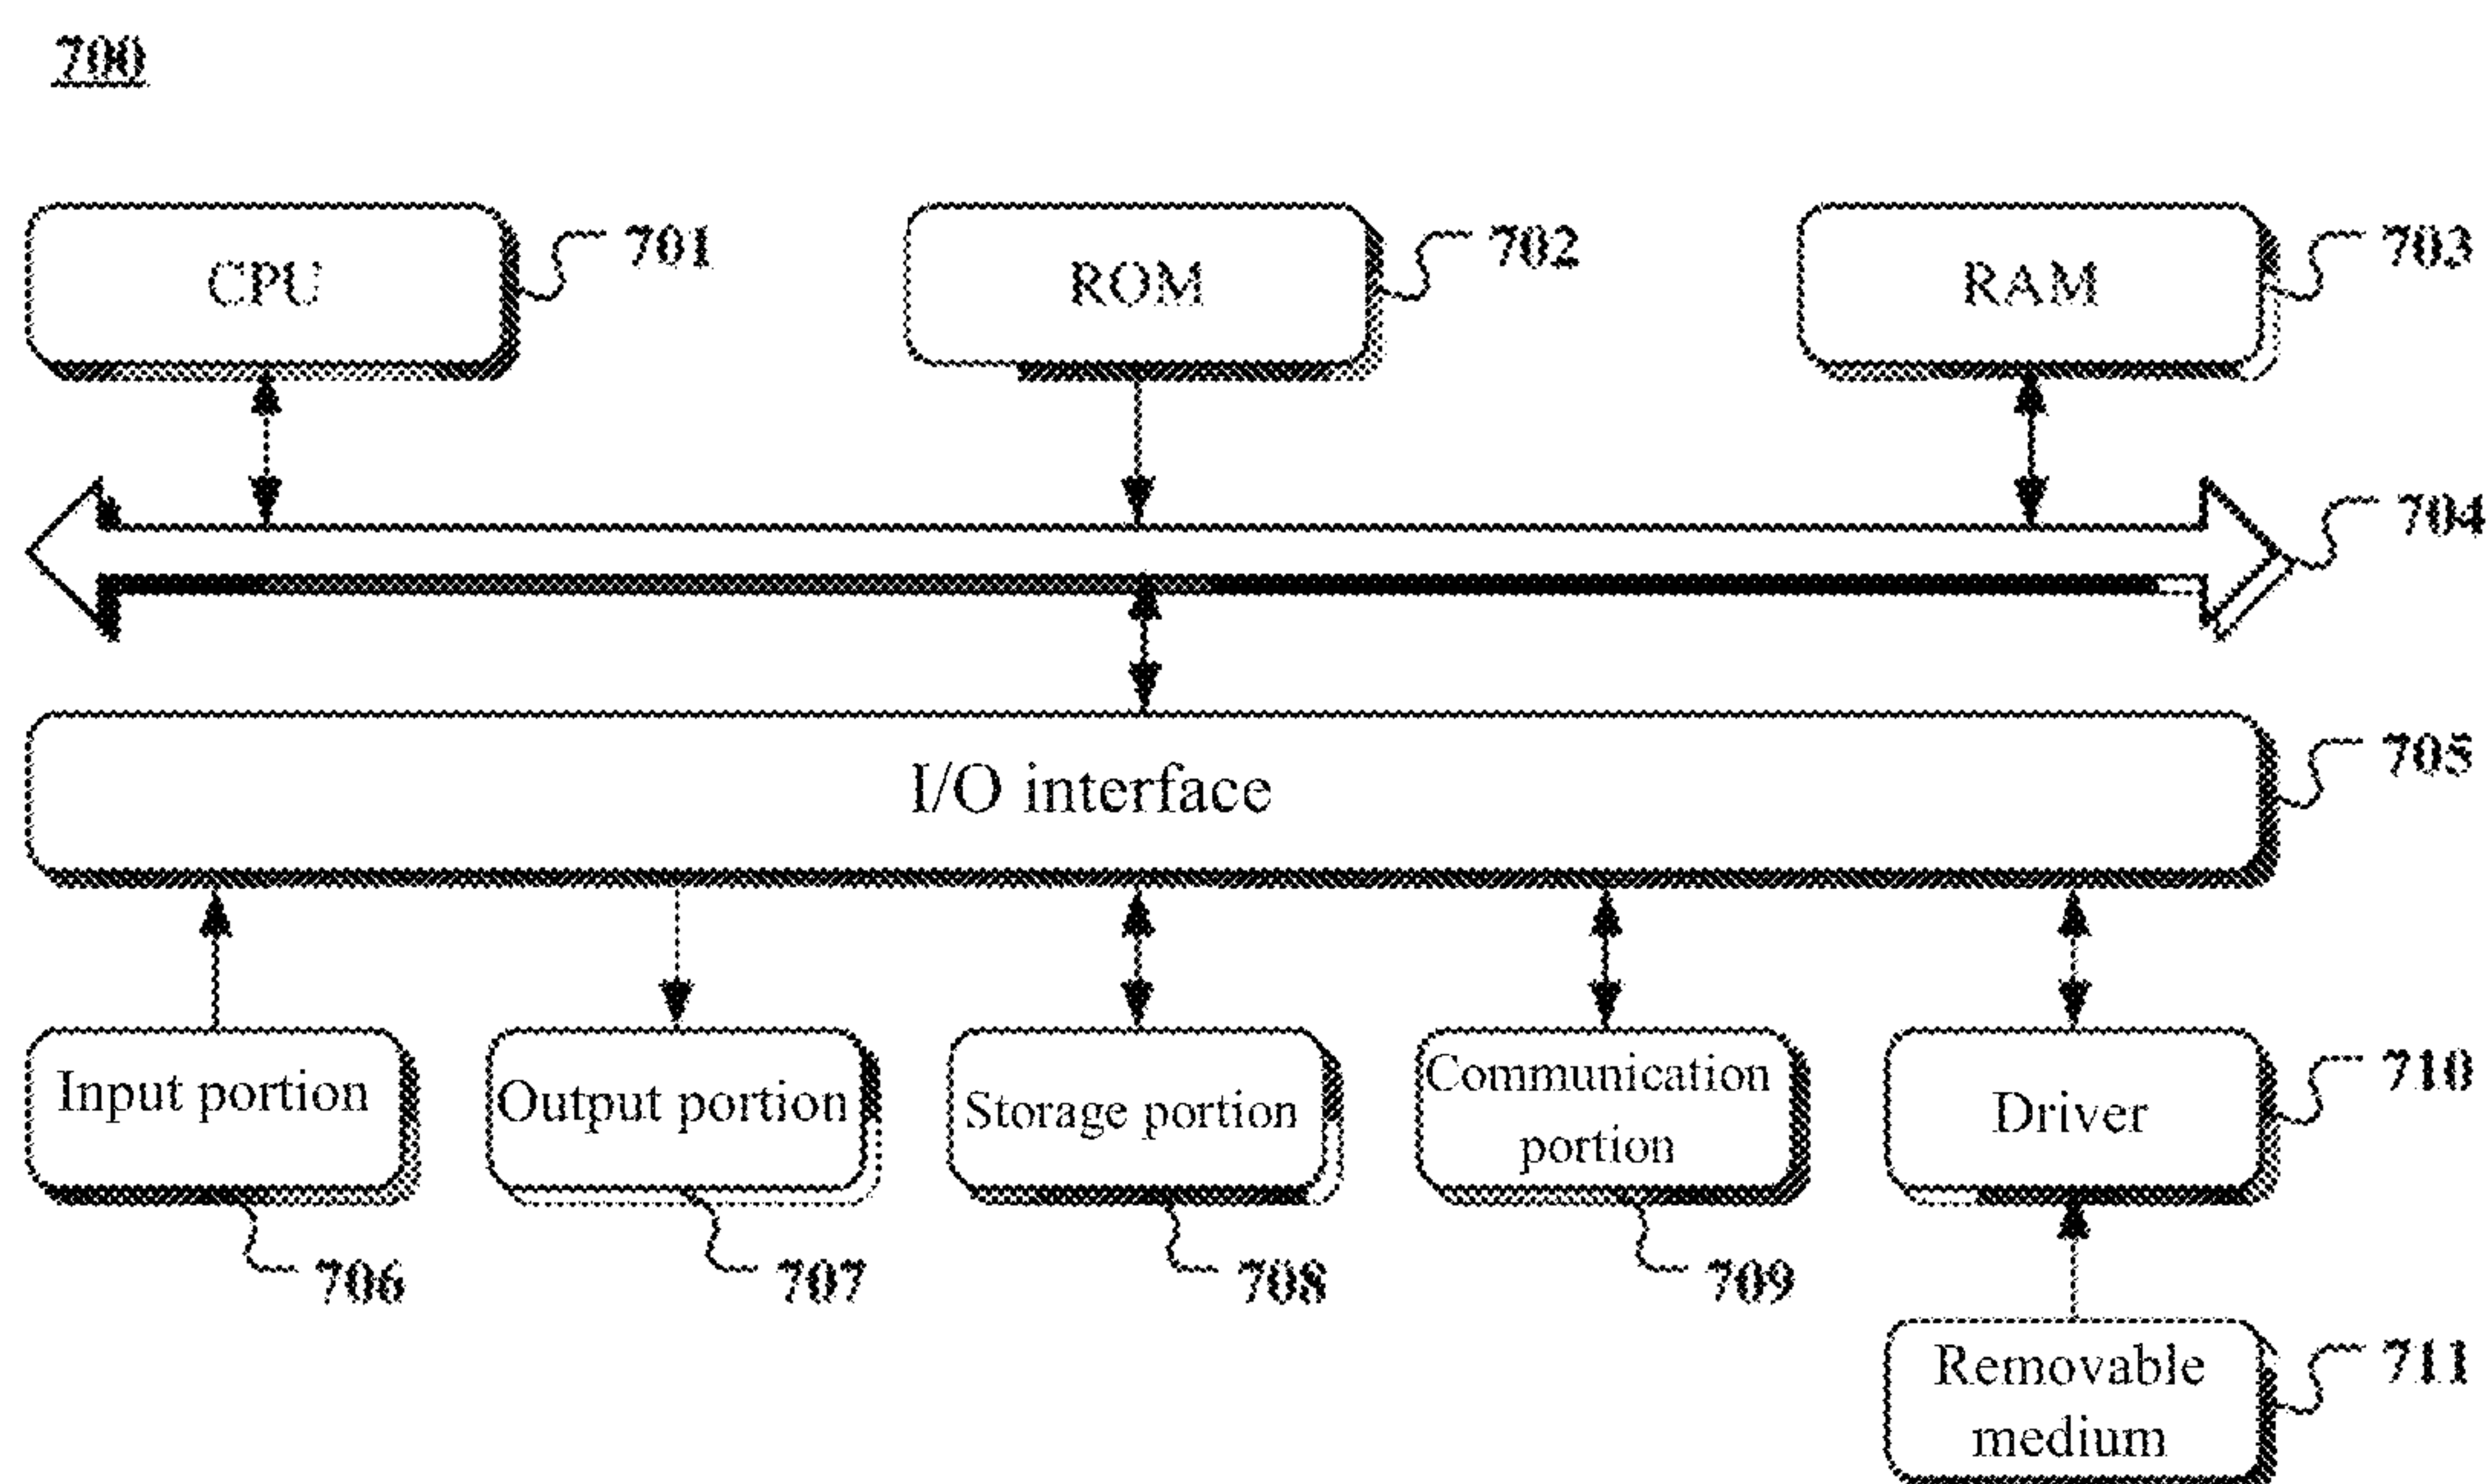 700
CPU
701
ROM
702
RAM
703
704
I/O interface
705
Input portion
Output portion
Storage portion
Communication
portion
Driver
710
706
707
708
709
Removable
medium
711